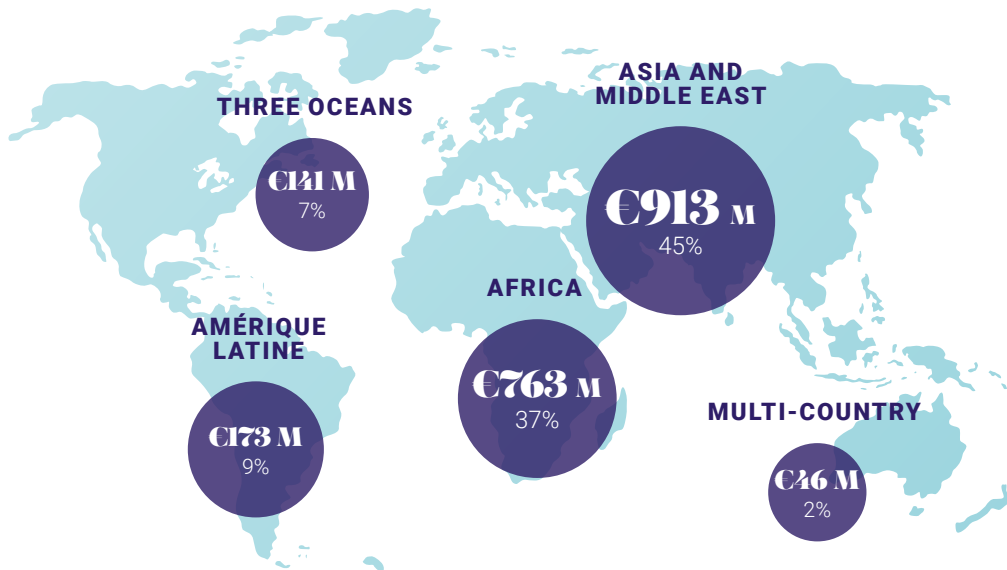 THREE OCEANS
€141 M
7%
ASIA AND
MIDDLE EAST
€913 M
45%
AFRICA
€763 M
37%
AMÉRIQUE
LATINE
€173 M
9%
MULTI-COUNTRY
€46 M
2%